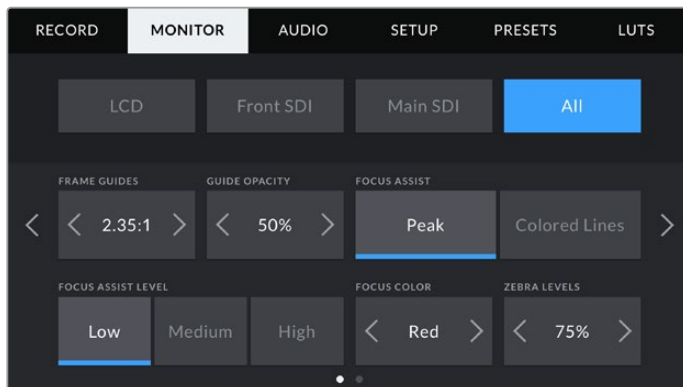 RECORD MONITOR AUDIO SETUP PRESETS LUTS
LCD Front SDI Main SDI All
FRAME GUIDES GUIDE OPACITY FOCUS ASSIST
2.35:1 50% Peak Colored Lines
FOCUS ASSIST LEVEL FOCUS COLOR ZEBRA LEVELS
Low Medium High Red 75%